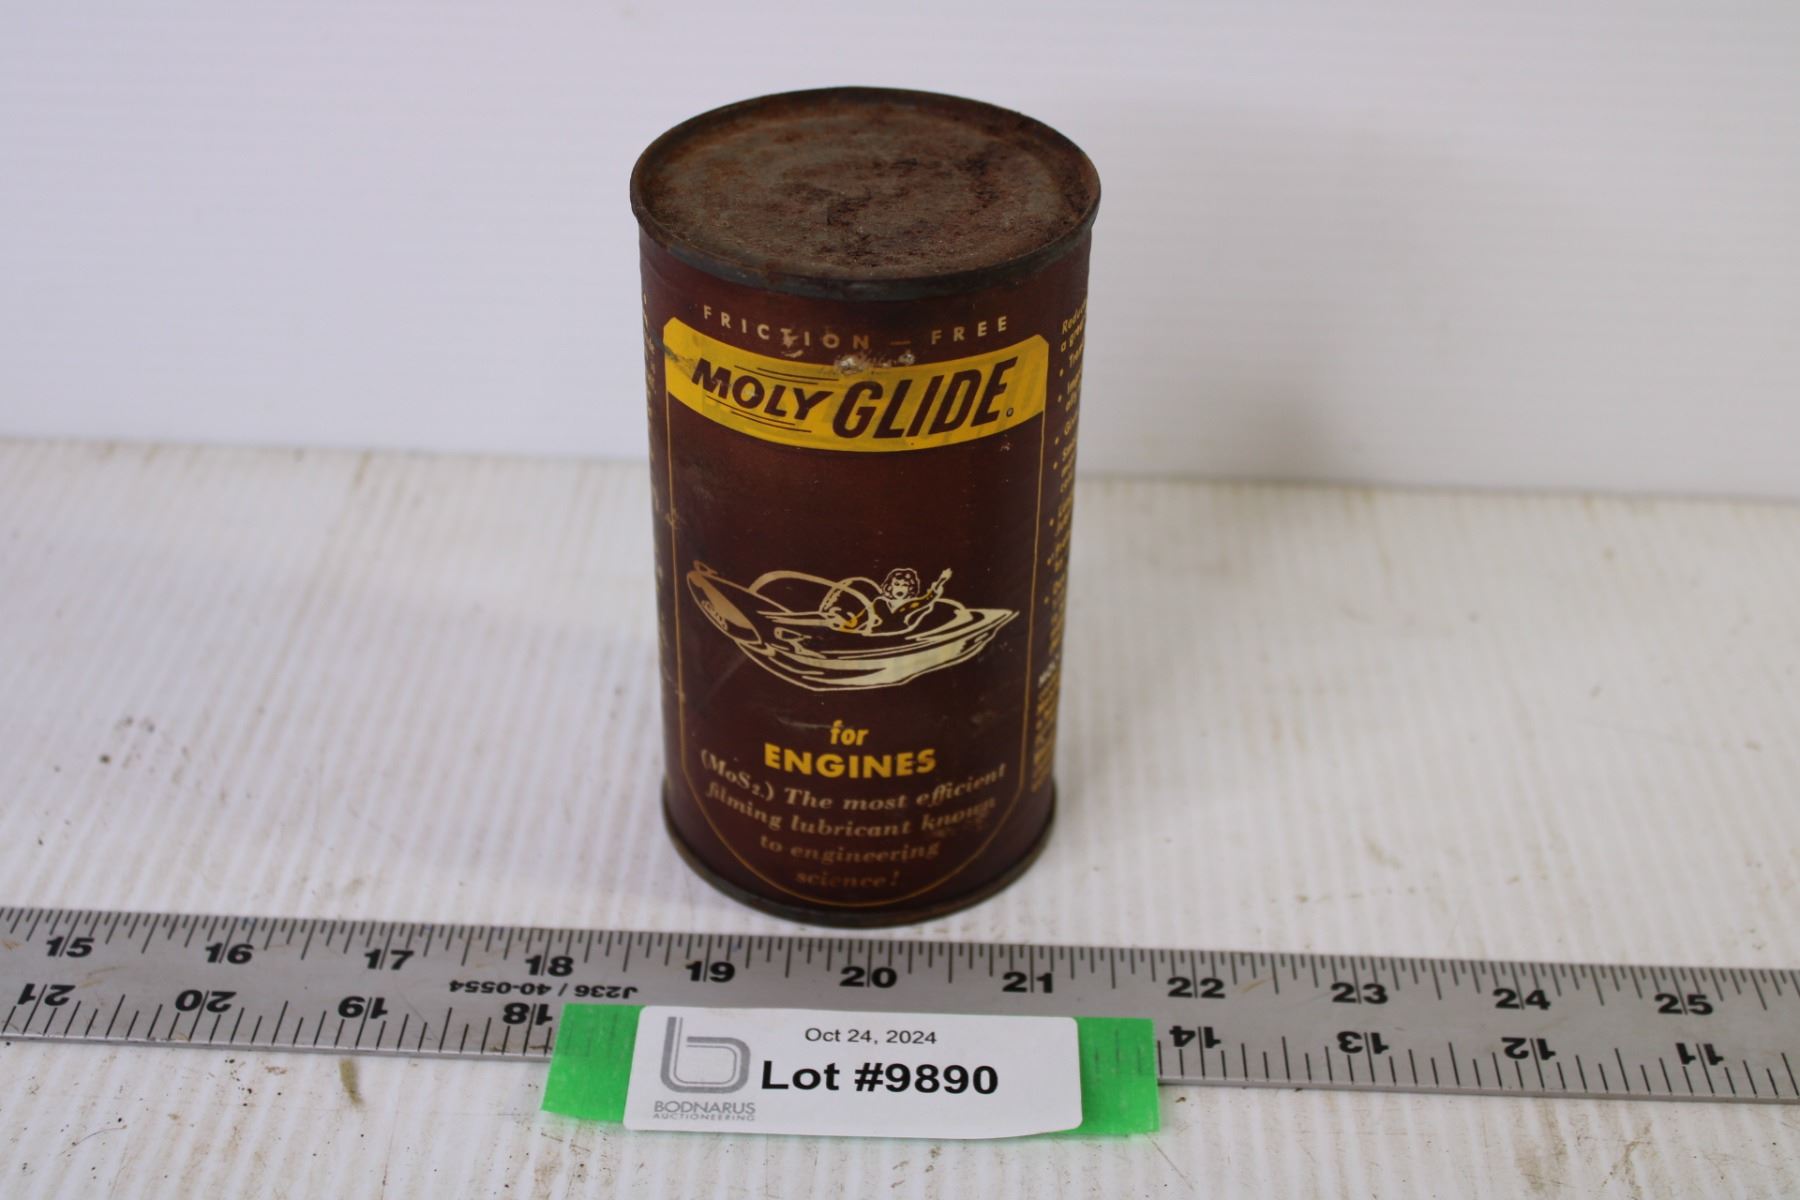 FRICTION — FREE
MOLY GLIDE
for
ENGINES
(MoS2.) The most efficient
filming lubricant known
to engineering
science!
15 16 17 18 19 20 21 22 23 24 25
21 20 19 18 14 13 12 11
J236 / 40-0554
Oct 24, 2024
Lot #9890
BODNARUS
AUCTIONEERING